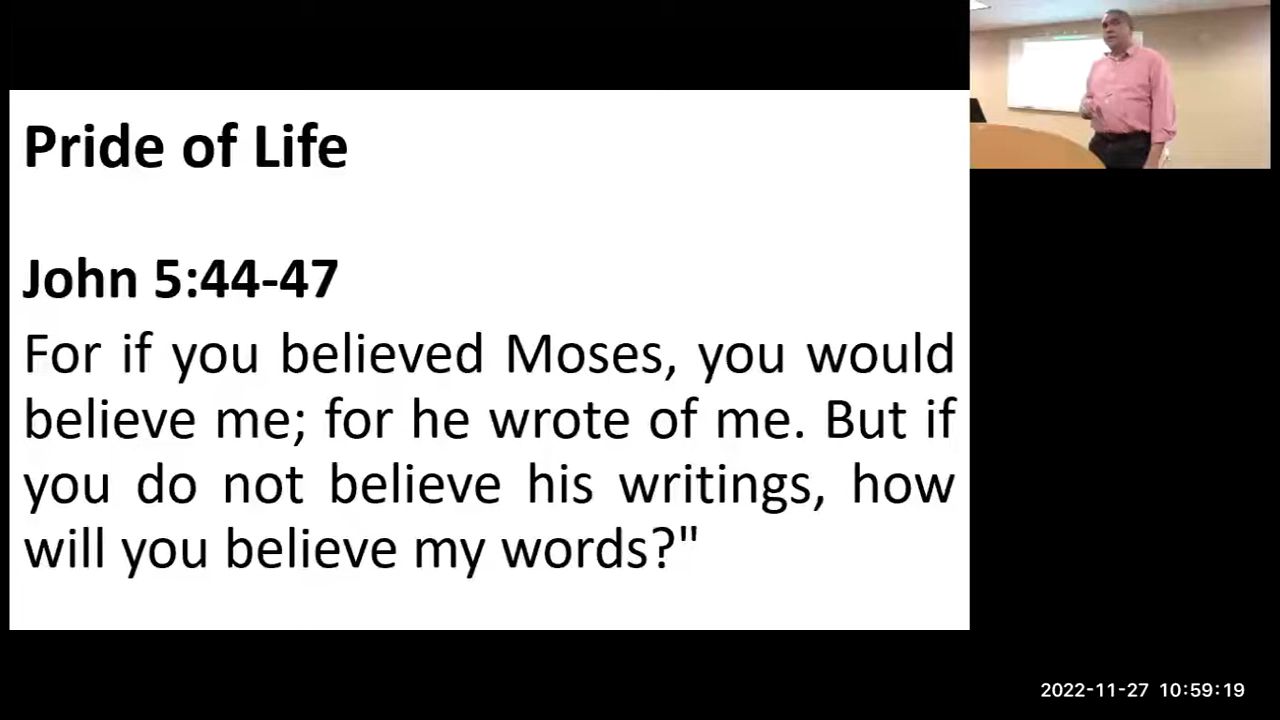 Pride of Life
John 5:44-47
For if you believed Moses, you would
believe me; for he wrote of me. But if
you do not believe his writings, how
will you believe my words?"
2022-11-27 10:59:19